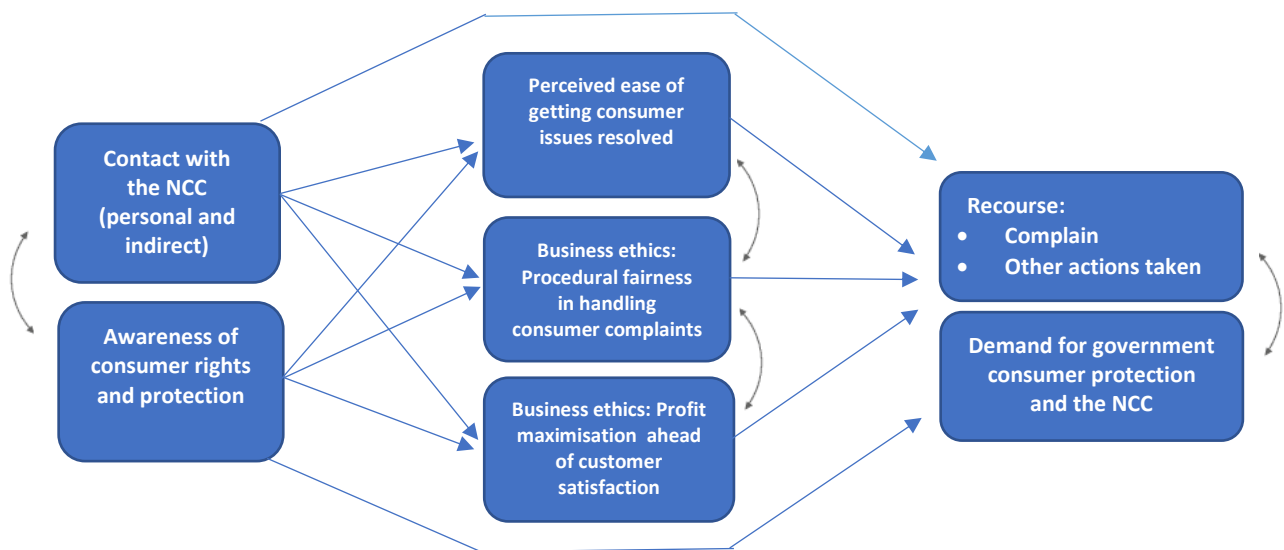 Contact with
the NCC
(personal and
indirect)
Awareness of
consumer rights
and protection
Perceived ease of
getting consumer
issues resolved
Business ethics:
Procedural fairness
in handling
consumer complaints
Business ethics: Profit
maximisation ahead
of customer
satisfaction
Recourse:
• Complain
• Other actions taken
Demand for government
consumer protection
and the NCC